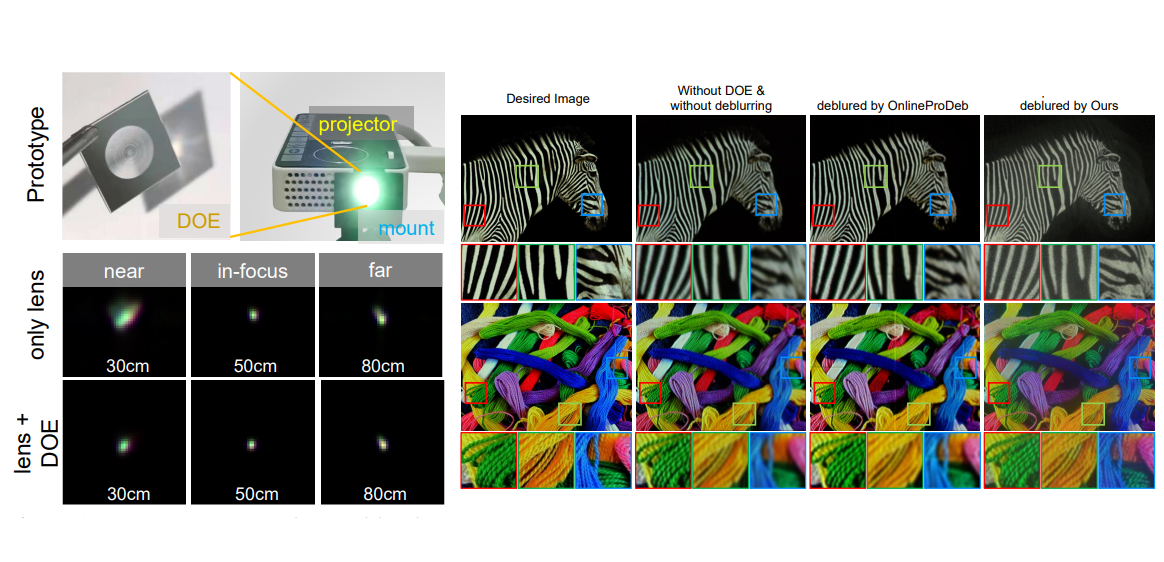 Prototype
DOE
projector
mount
near
in-focus
far
only lens
30cm
50cm
80cm
lens +
DOE
30cm
50cm
80cm
Desired Image
Without DOE &
without deblurring
deblured by OnlineProDeb
deblured by Ours